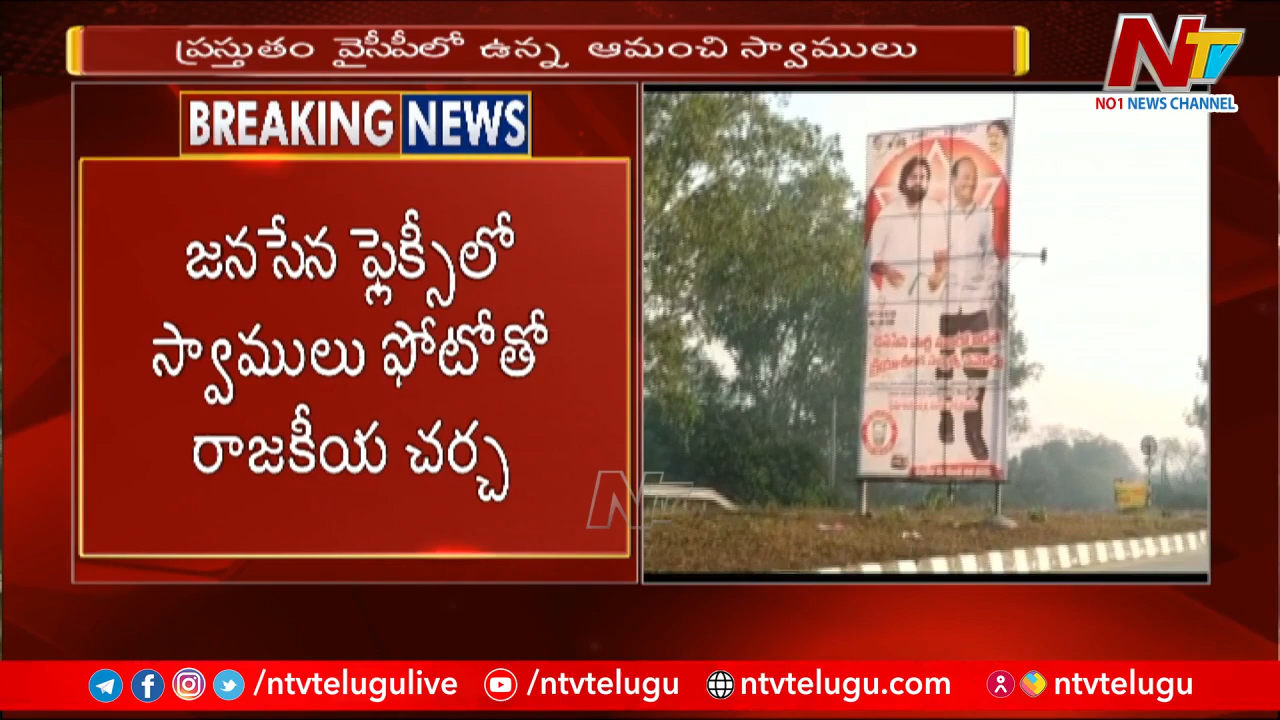 ప్రస్తుతం వైసీపీలో ఉన్న ఆమంచి స్వాములు
NTV
NO1 NEWS CHANNEL
BREAKING NEWS
జనసేన ఫ్లెక్సీలో
స్వాములు ఫోటోతో
రాజకీయ చర్చ
/ntvtelugulive
/ntvtelugu
ntvtelugu.com
ntvtelugu